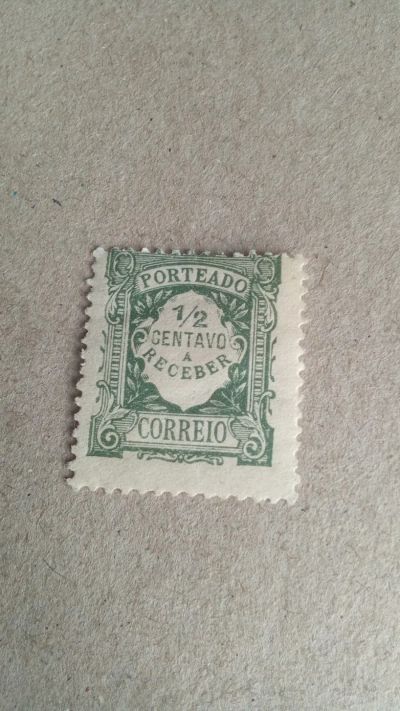 PORTEADO
1/2
CENTAVO
A
RECEBER
CORREIO